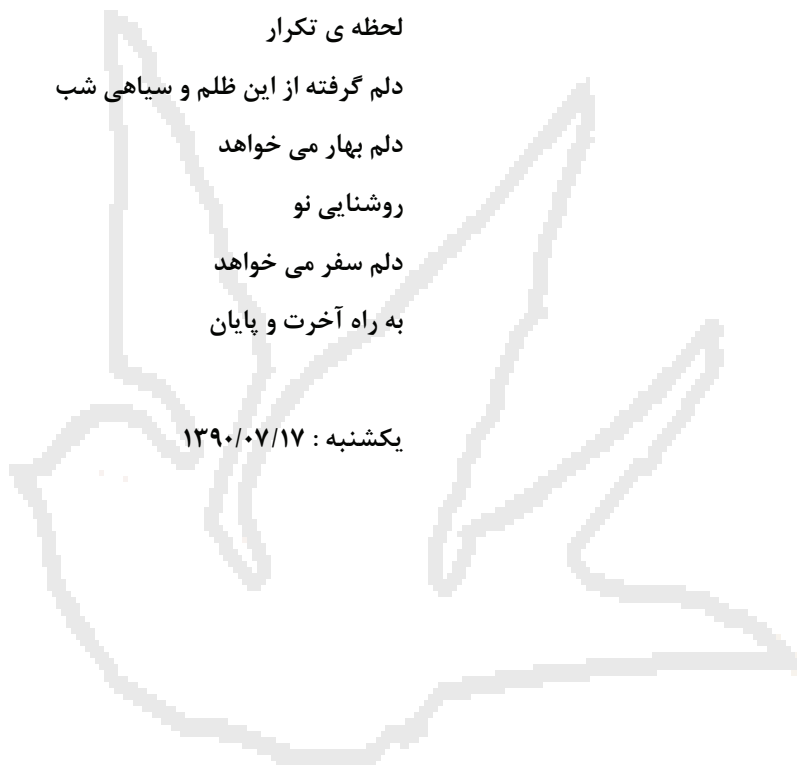 لحظه ی تکرار
دلم گرفته از این ظلم و سیاهی شب
دلم بهار می خواهد
روشنایی نو
دلم سفر می خواهد
به راه آخرت و پایان
یکشنبه : ۱۳۹۰/۰۷/۱۷